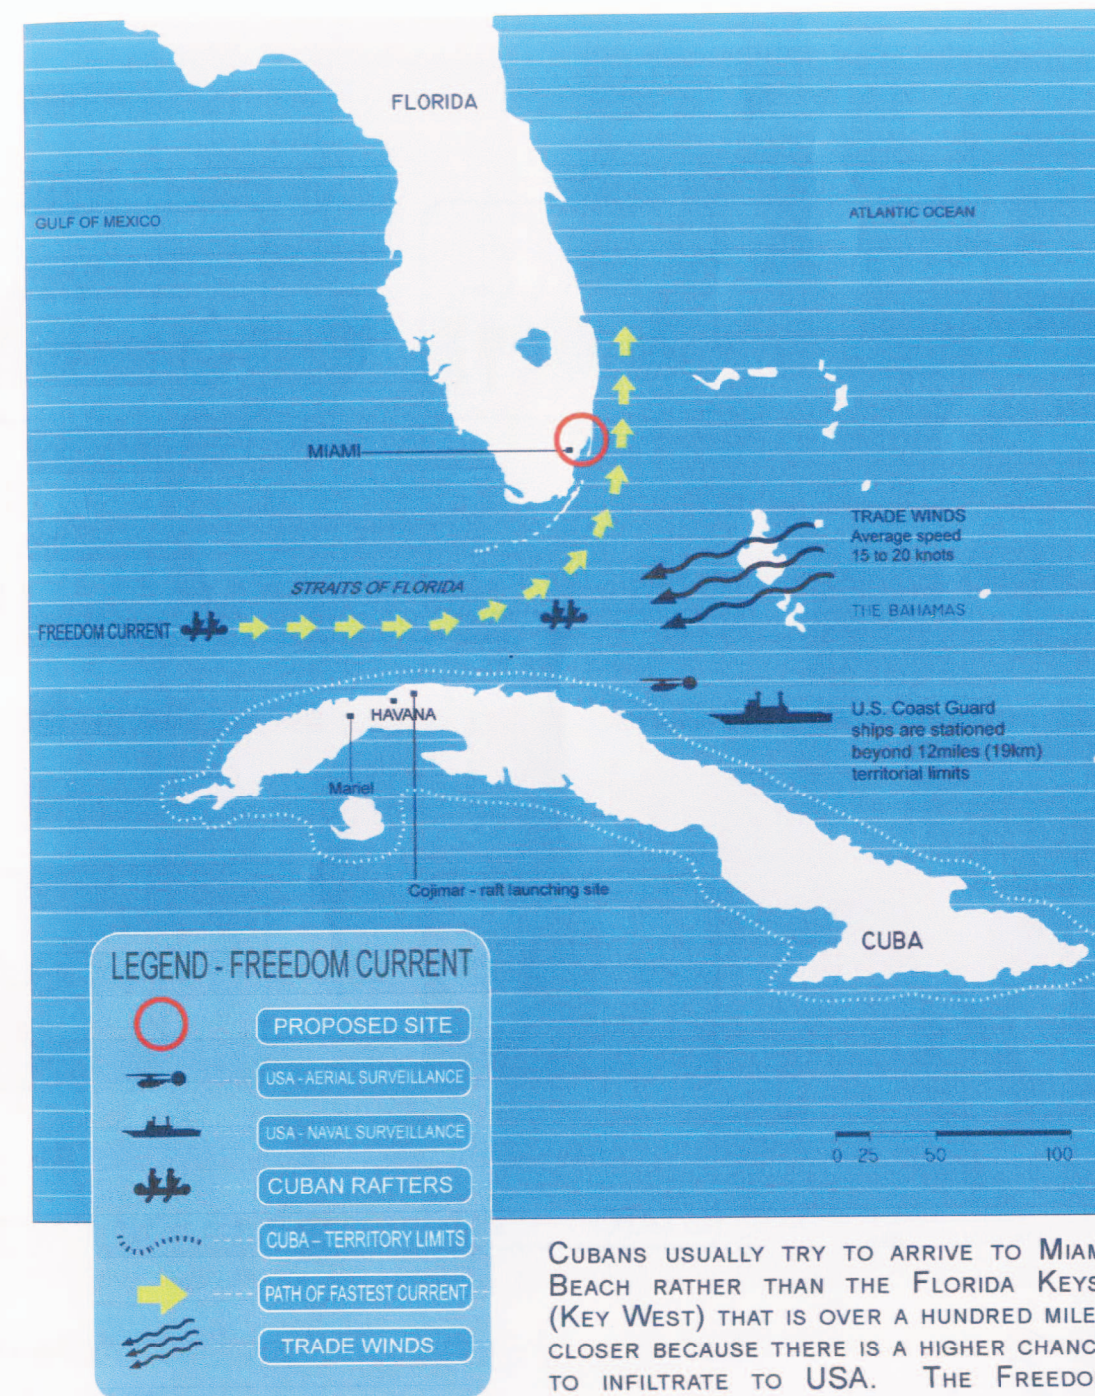 FLORIDA
GULF OF MEXICO
ATLANTIC OCEAN
MIAMI
TRADE WINDS
Average speed
15 to 20 knots
STRAITS OF FLORIDA
THE BAHAMAS
FREEDOM CURRENT
U.S. Coast Guard
ships are stationed
beyond 12miles (19km)
territorial limits
HAVANA
Mariel
Cojimar - raft launching site
CUBA
LEGEND - FREEDOM CURRENT
PROPOSED SITE
USA - AERIAL SURVEILLANCE
USA - NAVAL SURVEILLANCE
CUBAN RAFTERS
CUBA – TERRITORY LIMITS
PATH OF FASTEST CURRENT
TRADE WINDS
0 25 50 100
CUBANS USUALLY TRY TO ARRIVE TO MIAM
BEACH RATHER THAN THE FLORIDA KEYS
(KEY WEST) THAT IS OVER A HUNDRED MILE
CLOSER BECAUSE THERE IS A HIGHER CHANC
TO INFILTRATE TO USA. THE FREEDO